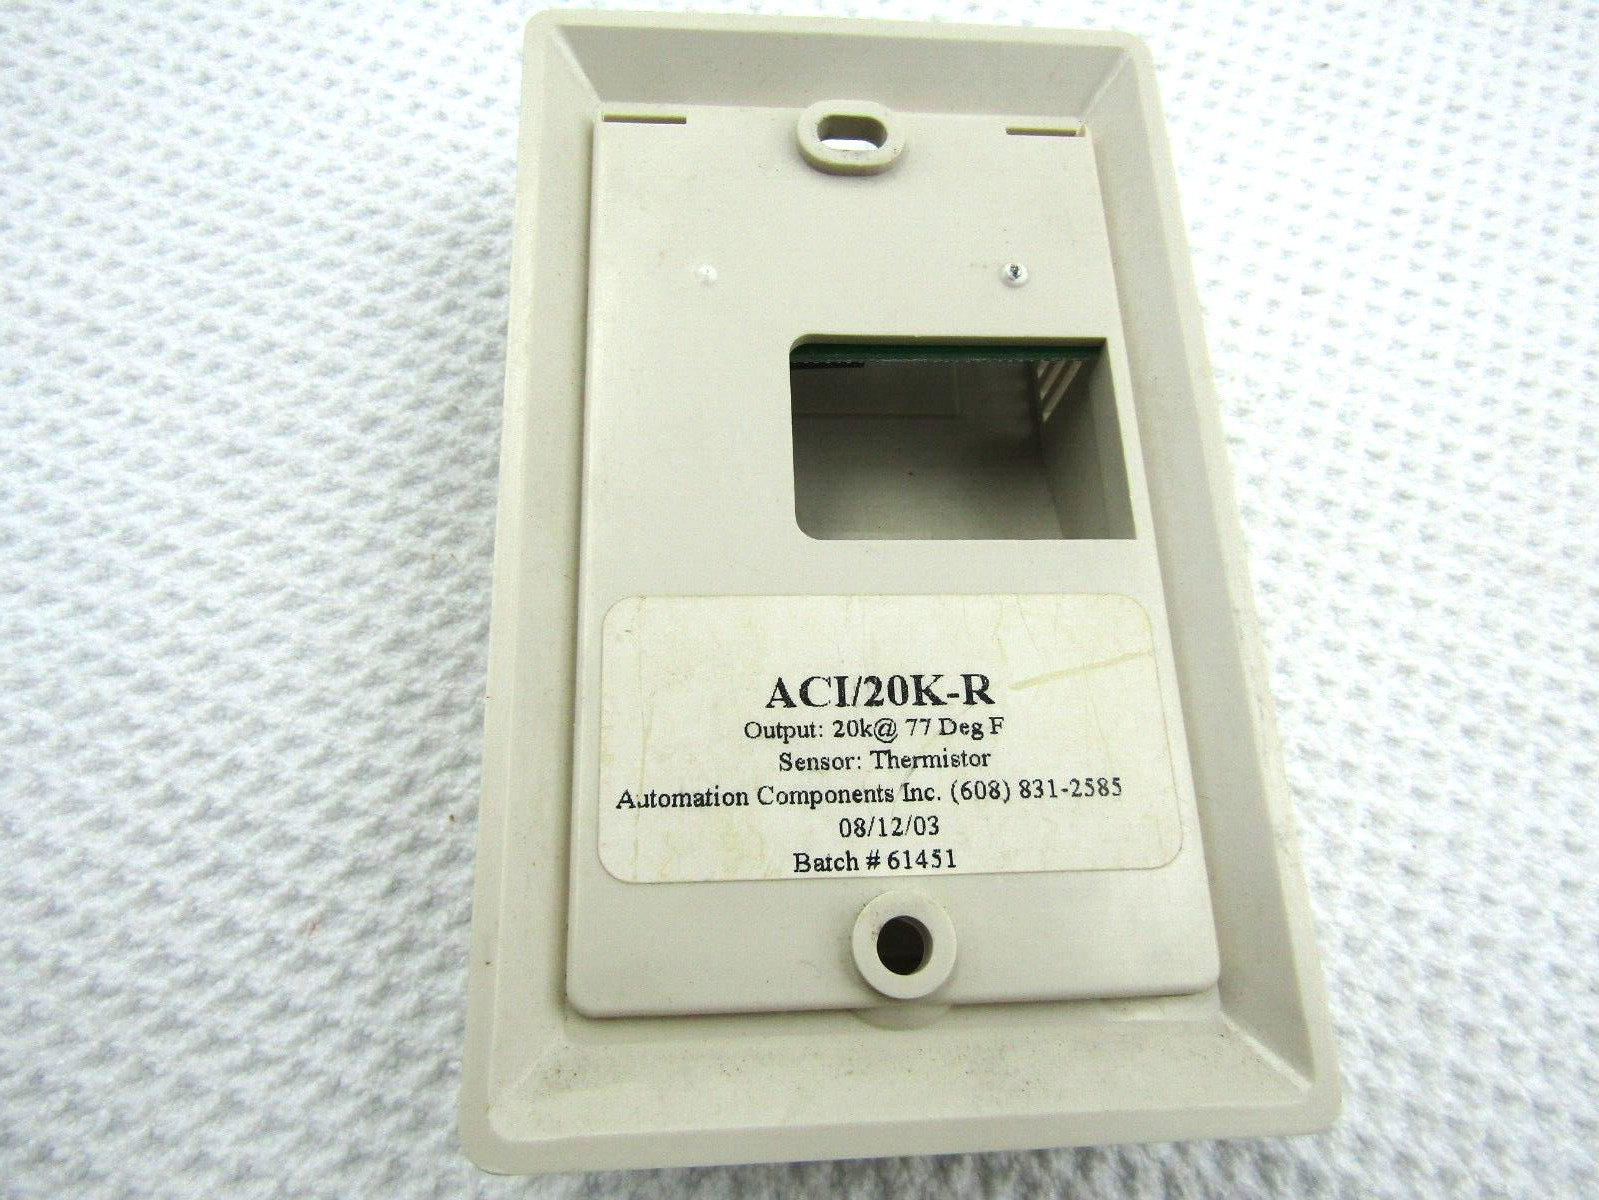 ACI/20K-R
Output: 20k@ 77 Deg F
Sensor: Thermistor
Automation Components Inc. (608) 831-2585
08/12/03
Batch # 61451